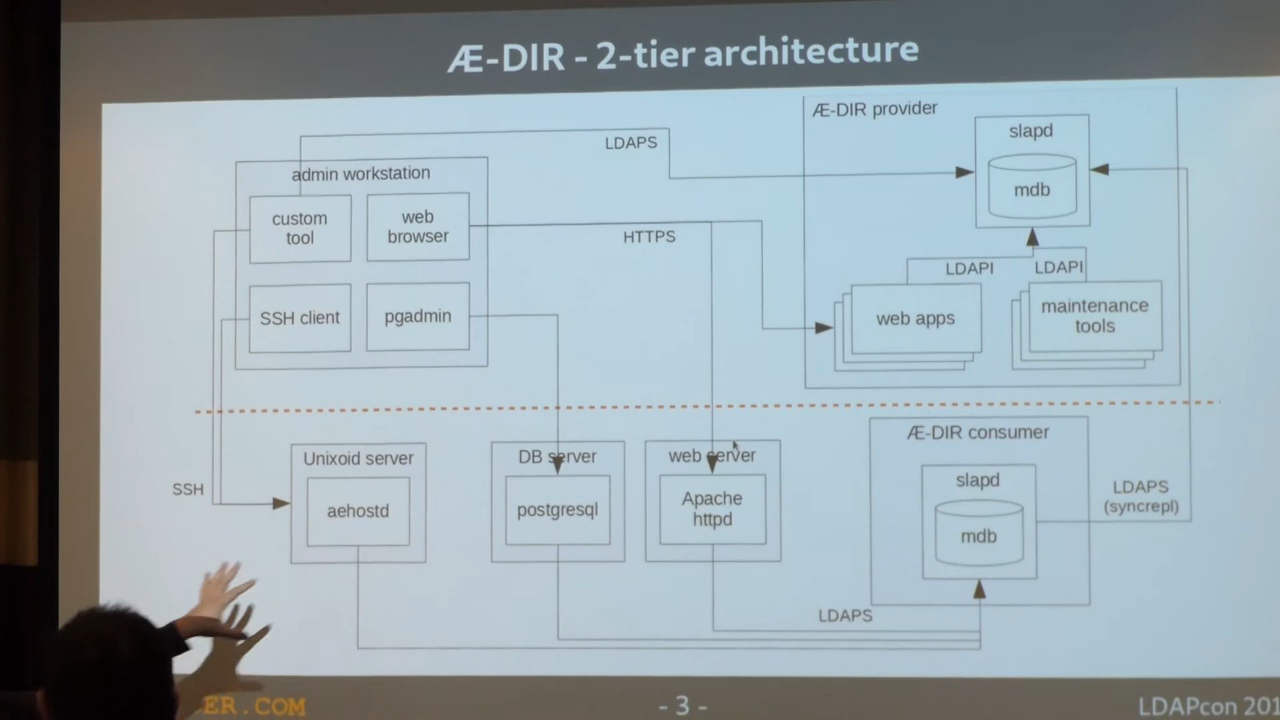 Æ-DIR - 2-tier architecture
Æ-DIR provider
slapd
mdb
LDAPS
admin workstation
custom
tool
web
browser
HTTPS
LDAPI
LDAPI
SSH client
pgadmin
web apps
maintenance
tools
Æ-DIR consumer
Unixoid server
DB server
web server
slapd
SSH
aehostd
postgresql
Apache
httpd
mdb
LDAPS
(syncrepl)
LDAPS
ER.COM
- 3 -
LDAPcon 201